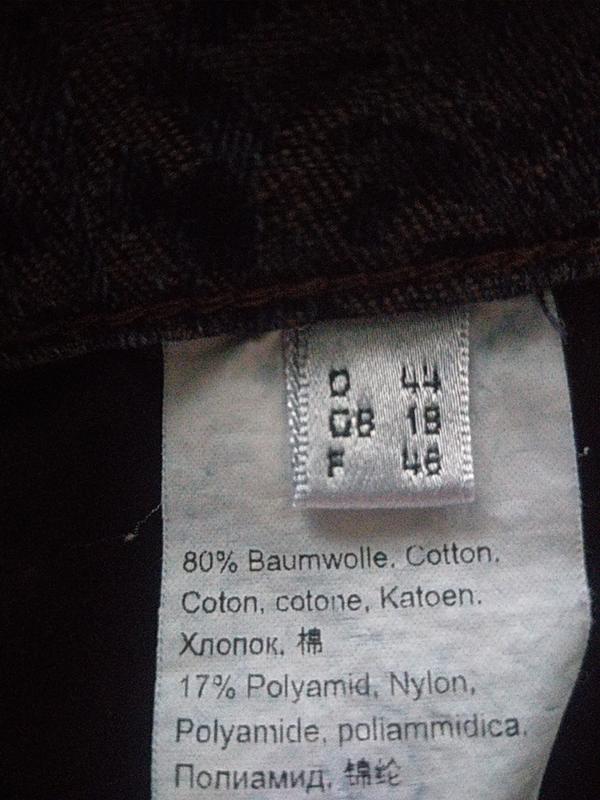 D 44
GB 18
F 46
80% Baumwolle. Cotton.
Coton, cotone, Katoen.
Хлопок. 棉
17% Polyamid, Nylon,
Polyamide, poliammidica.
Полиамид. 锦纶